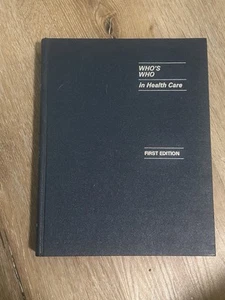 WHO'S
WHO
in Health Care
FIRST EDITION